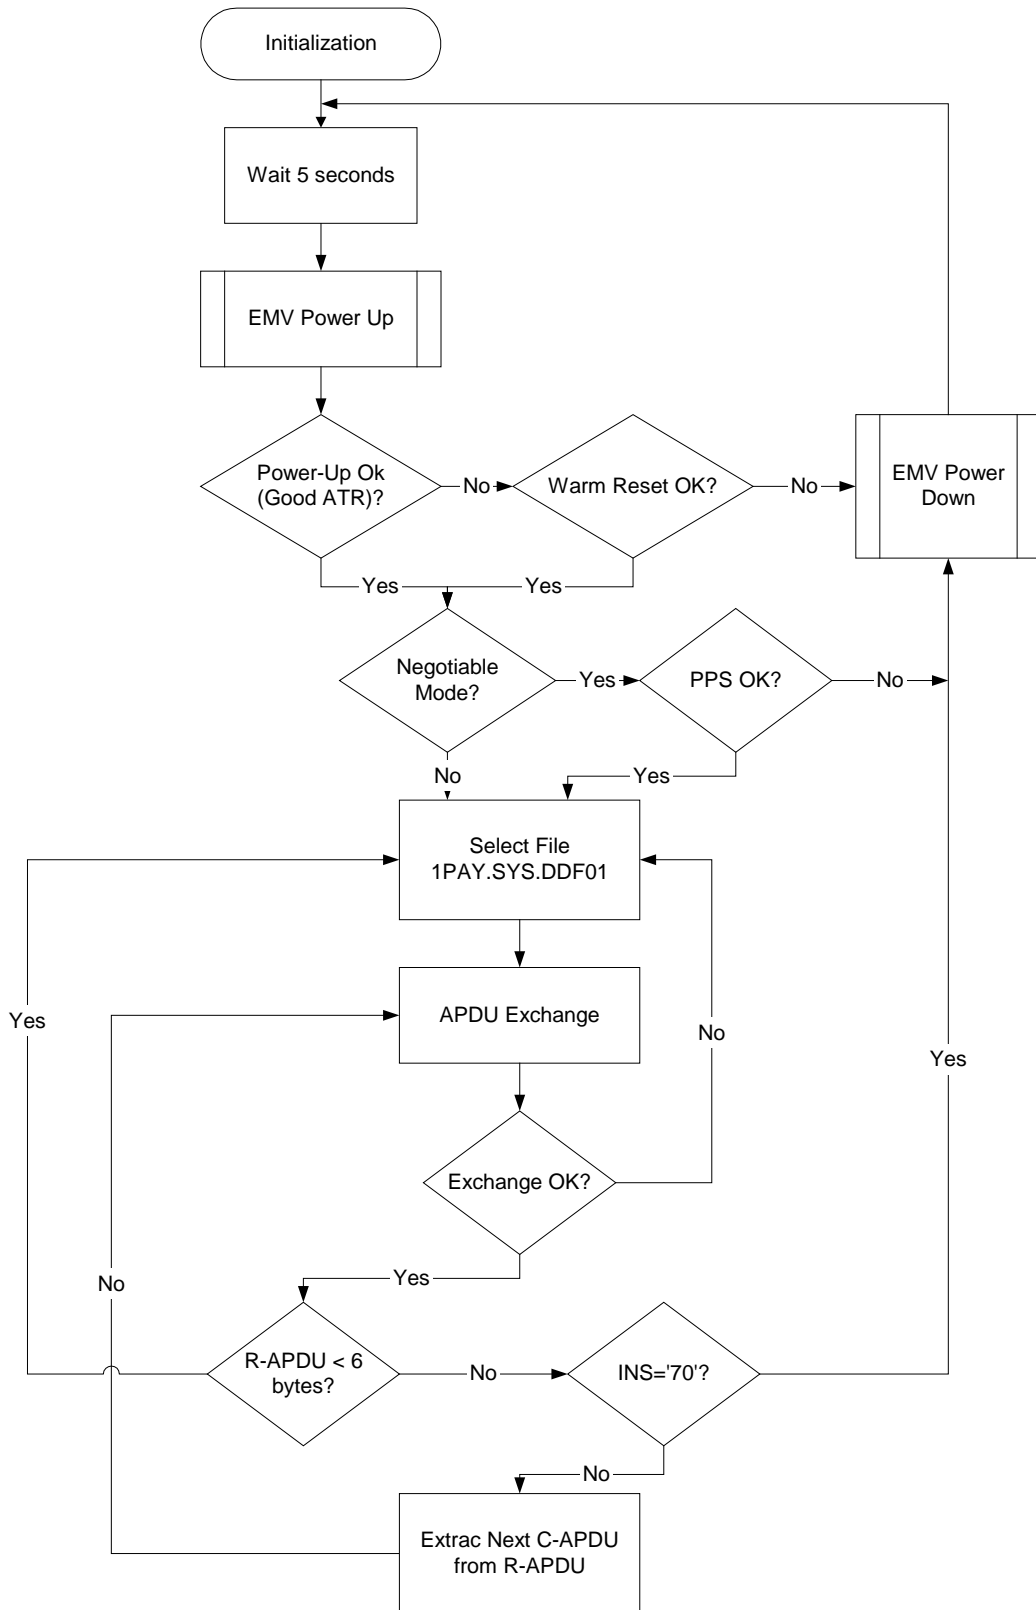 Initialization
Wait 5 seconds
EMV Power Up
Power-Up Ok
(Good ATR)?
No
Warm Reset OK?
No
EMV Power
Down
Yes
Yes
Negotiable
Mode?
Yes
PPS OK?
No
No
Yes
Select File
1PAY.SYS.DDF01
Yes
APDU Exchange
No
Yes
Exchange OK?
No
Yes
R-APDU < 6
bytes?
No
INS='70'?
No
Extrac Next C-APDU
from R-APDU